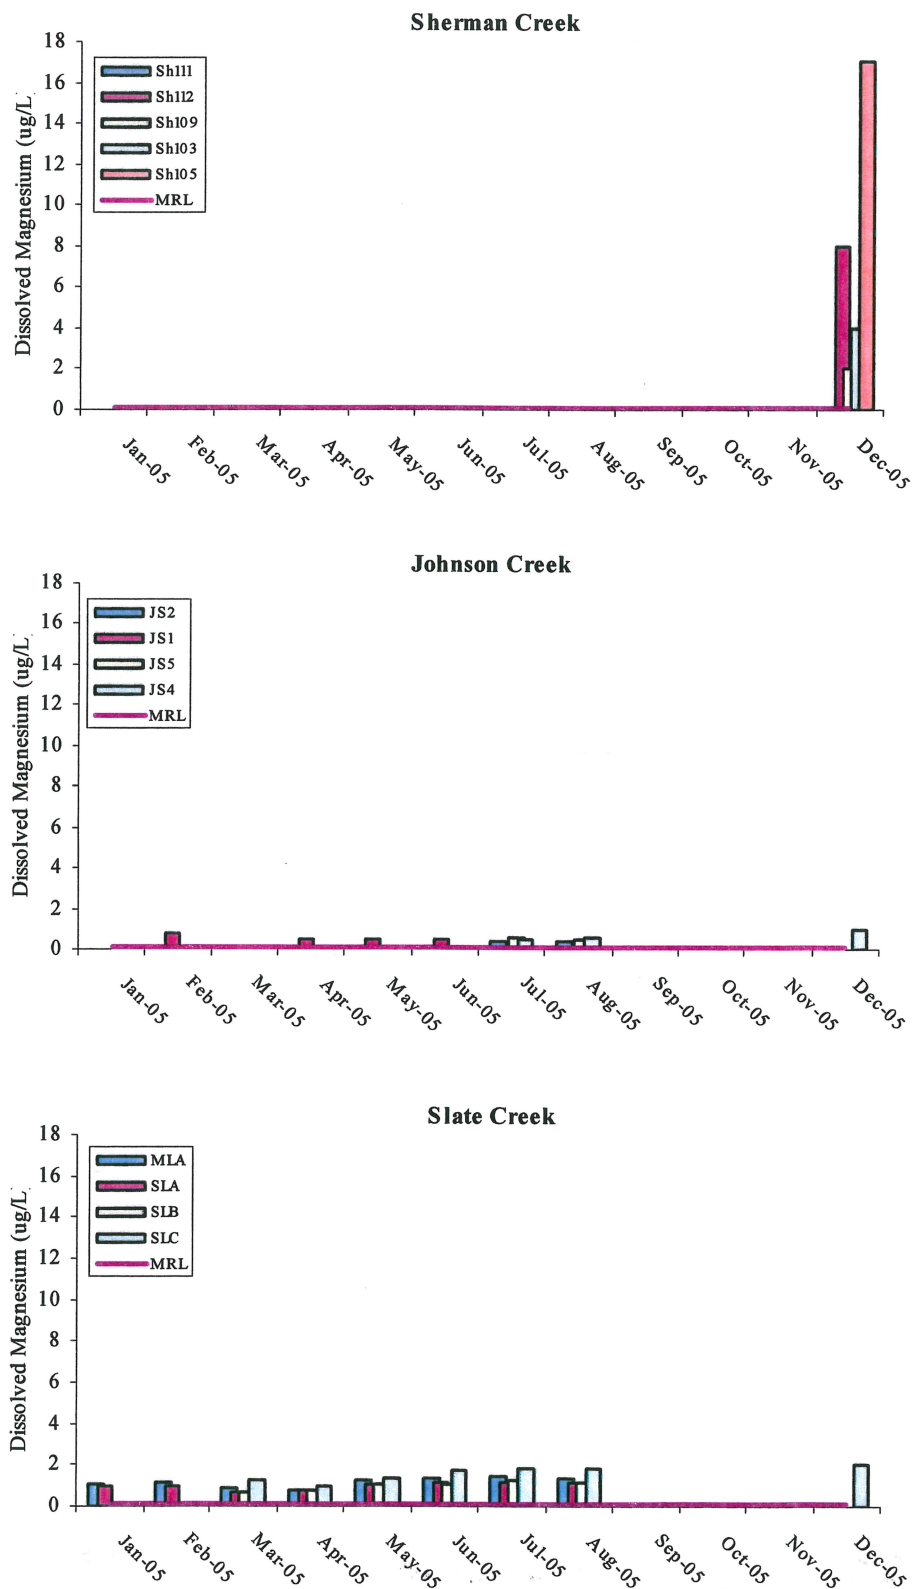 Sherman Creek
Dissolved Magnesium (ug/L)
18
16
14
12
10
8
6
4
2
0
Sh111
Sh112
Sh109
Sh103
Sh105
MRL
Jan-05
Feb-05
Mar-05
Apr-05
May-05
Jun-05
Jul-05
Aug-05
Sep-05
Oct-05
Nov-05
Dec-05
Johnson Creek
Dissolved Magnesium (ug/L)
18
16
14
12
10
8
6
4
2
0
JS2
JS1
JS5
JS4
MRL
Jan-05
Feb-05
Mar-05
Apr-05
May-05
Jun-05
Jul-05
Aug-05
Sep-05
Oct-05
Nov-05
Dec-05
Slate Creek
Dissolved Magnesium (ug/L)
18
16
14
12
10
8
6
4
2
0
MLA
SLA
SLB
SLC
MRL
Jan-05
Feb-05
Mar-05
Apr-05
May-05
Jun-05
Jul-05
Aug-05
Sep-05
Oct-05
Nov-05
Dec-05